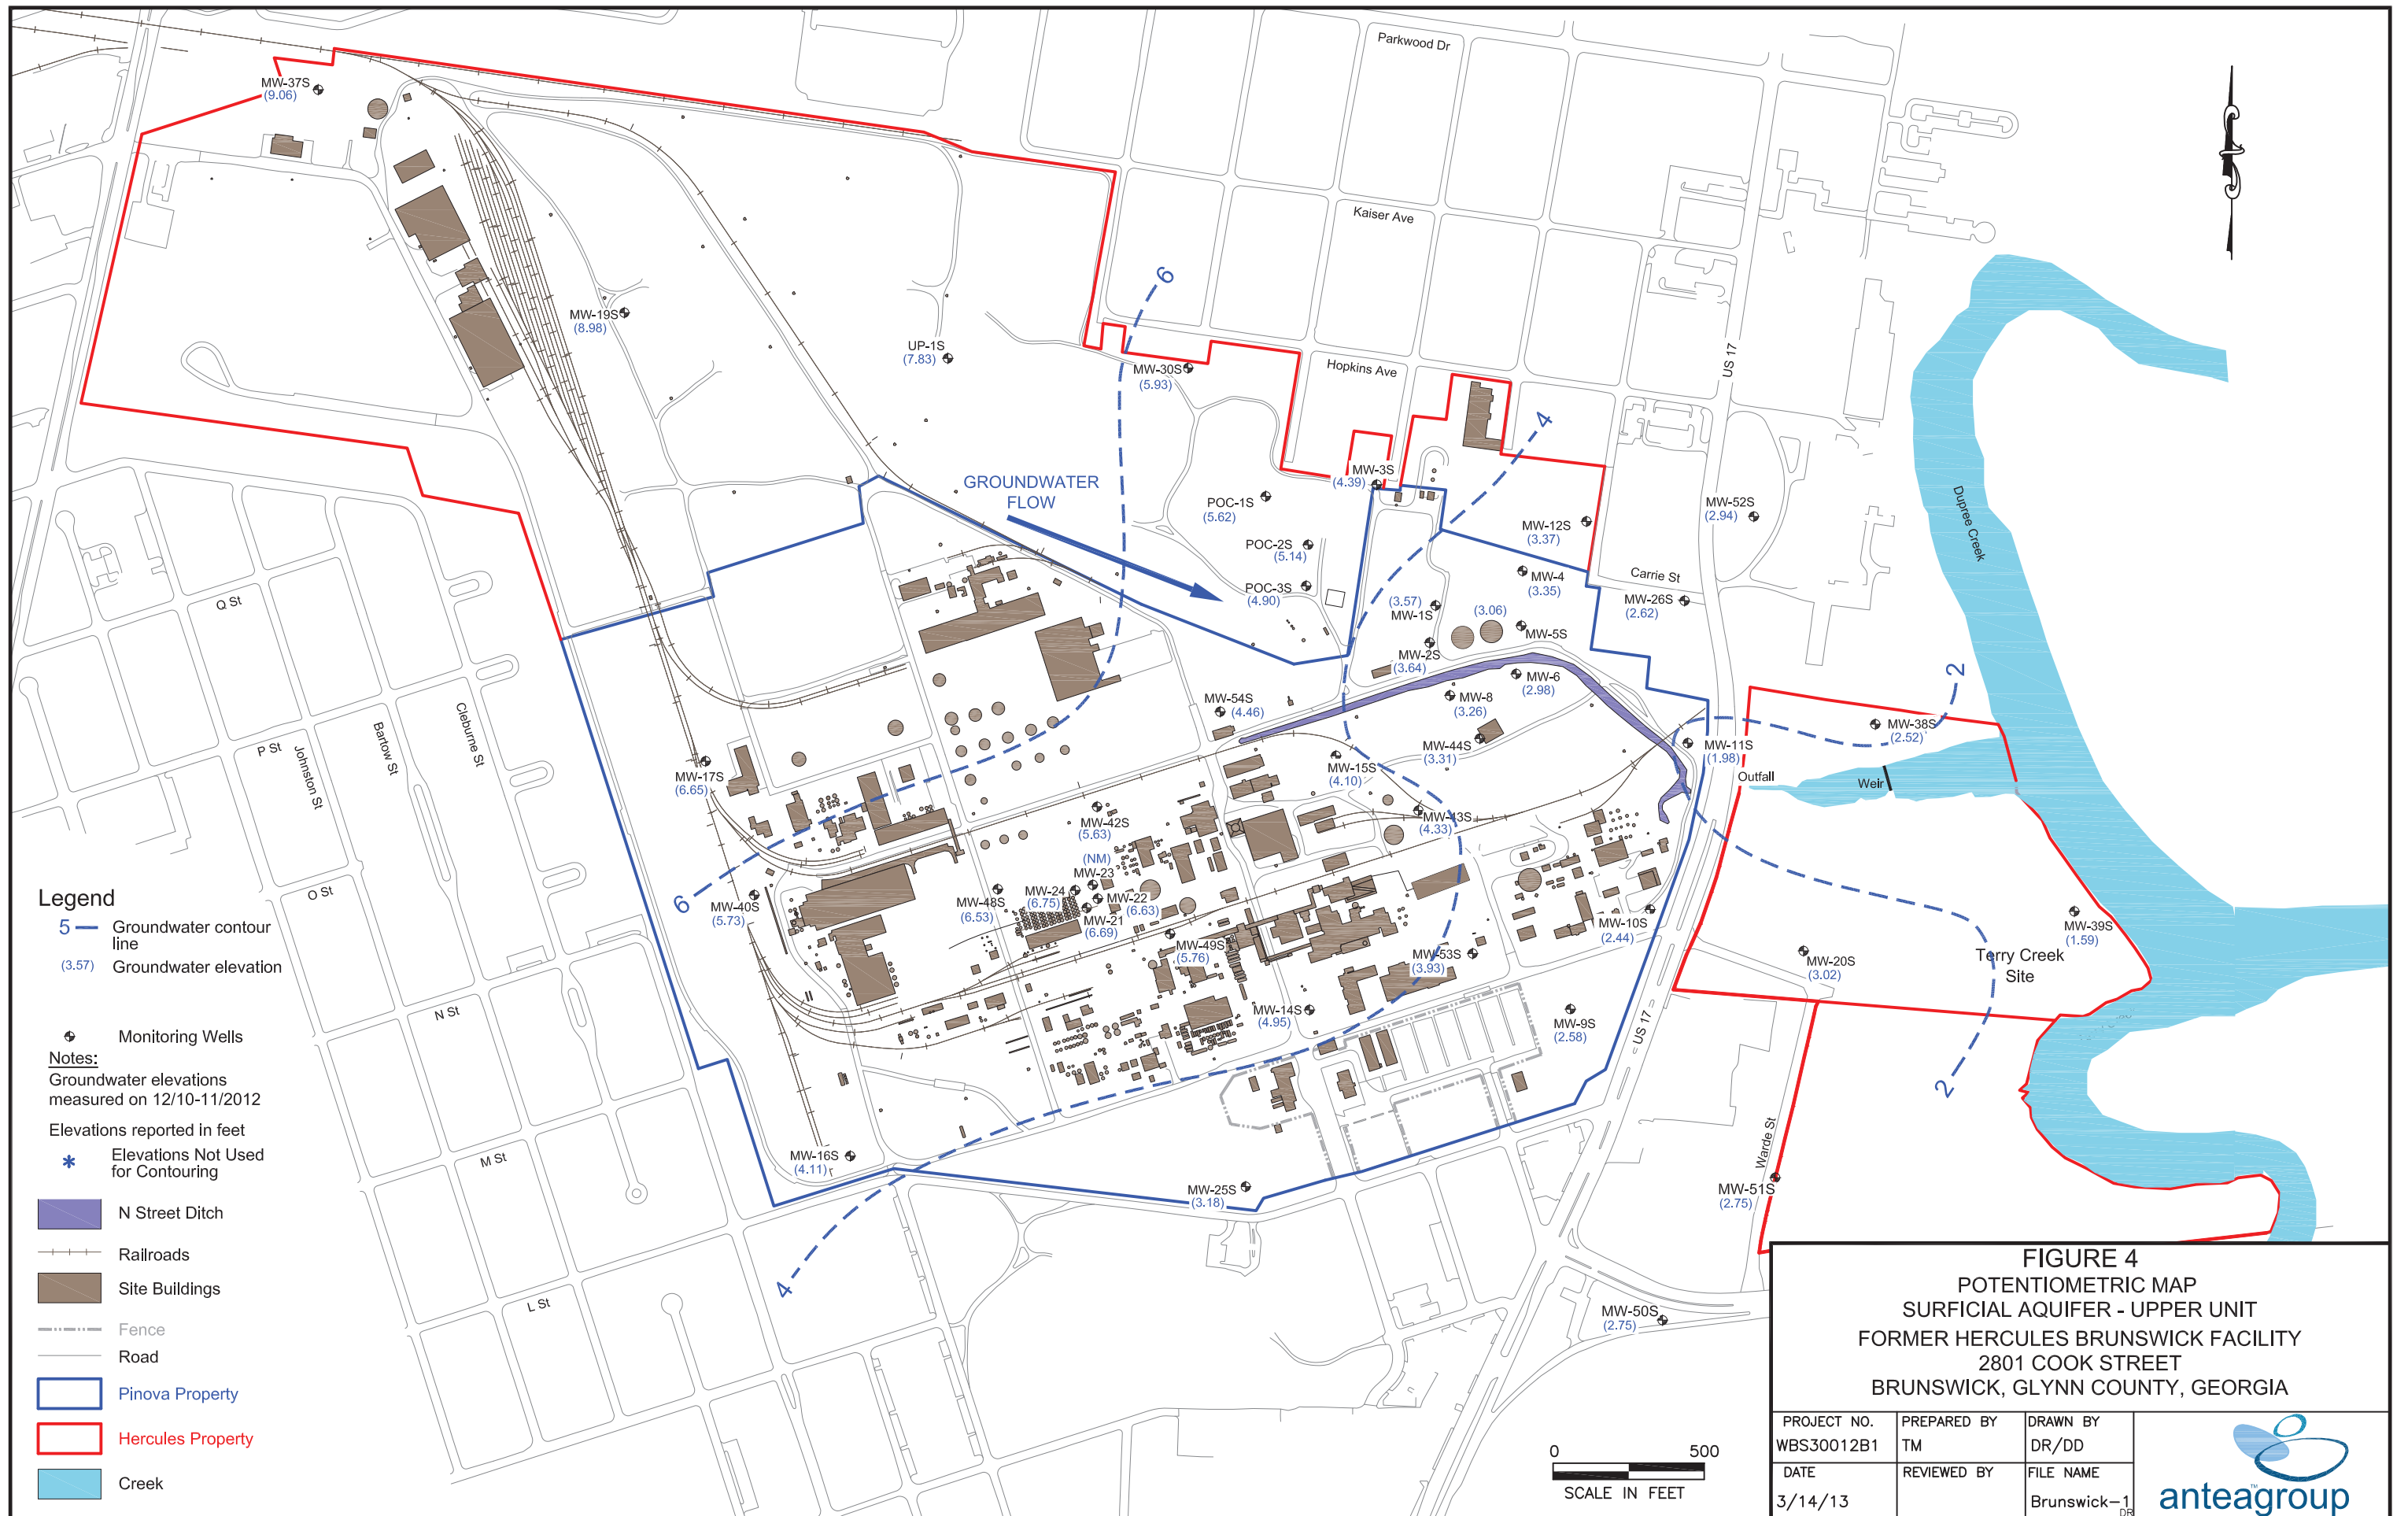 Parkwood Dr
MW-37S
(9.06)
Kaiser Ave
6
MW-19S
(8.98)
UP-1S
(7.83)
MW-30S
(5.93)
Hopkins Ave
US 17
4
GROUNDWATER
FLOW
MW-3S
(4.39)
POC-1S
(5.62)
MW-52S
(2.94)
Dupree Creek
MW-12S
(3.37)
POC-2S
(5.14)
POC-3S
(4.90)
MW-4
(3.35)
Carrie St
MW-26S
(2.62)
(3.57)
MW-1S
(3.06)
MW-5S
Q St
MW-2S
(3.64)
MW-6
(2.98)
2
MW-54S
(4.46)
MW-8
(3.26)
MW-38S
(2.52)
Cleburne St
Bartow St
P St
Johnston St
MW-44S
(3.31)
MW-11S
(1.98)
MW-17S
(6.65)
MW-15S
(4.10)
Outfall
Weir
MW-42S
(5.63)
MW-43S
(4.33)
(NM)
MW-23
O St
6
MW-40S
(5.73)
MW-48S
(6.53)
MW-24
(6.75)
MW-22
(6.63)
MW-21
(6.69)
MW-10S
(2.44)
MW-39S
(1.59)
MW-49S
(5.76)
MW-53S
(3.93)
MW-20S
(3.02)
Terry Creek
Site
N St
MW-14S
(4.95)
MW-9S
(2.58)
US 17
2
M St
MW-16S
(4.11)
MW-25S
(3.18)
Warde St
MW-51S
(2.75)
4
L St
MW-50S
(2.75)
Legend
5 Groundwater contour
line
(3.57) Groundwater elevation
Monitoring Wells
Notes:
Groundwater elevations
measured on 12/10-11/2012
Elevations reported in feet
* Elevations Not Used
for Contouring
N Street Ditch
Railroads
Site Buildings
Fence
Road
Pinova Property
Hercules Property
Creek
0 500
SCALE IN FEET
FIGURE 4
POTENTIOMETRIC MAP
SURFICIAL AQUIFER - UPPER UNIT
FORMER HERCULES BRUNSWICK FACILITY
2801 COOK STREET
BRUNSWICK, GLYNN COUNTY, GEORGIA
PROJECT NO. PREPARED BY DRAWN BY
WBS30012B1 TM DR/DD
DATE REVIEWED BY FILE NAME
3/14/13 Brunswick-1
DR
anteagroup